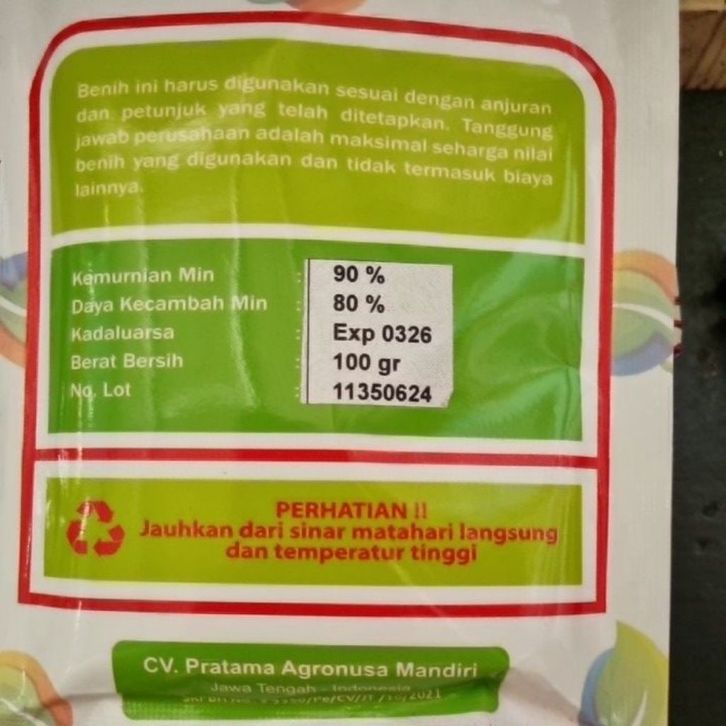 Benih ini harus digunakan sesuai dengan anjuran
dan petunjuk yang telah ditetapkan. Tanggung
jawab perusahaan adalah maksimal seharga nilai
benih yang digunakan dan tidak termasuk biaya
lainnya.
Kemurnian Min : 90 %
Daya Kecambah Min : 80 %
Kadaluarsa : Exp 0326
Berat Bersih : 100 gr
No. Lot : 11350624
PERHATIAN !!
Jauhkan dari sinar matahari langsung
dan temperatur tinggi
CV. Pratama Agronusa Mandiri
Jawa Tengah - Indonesia